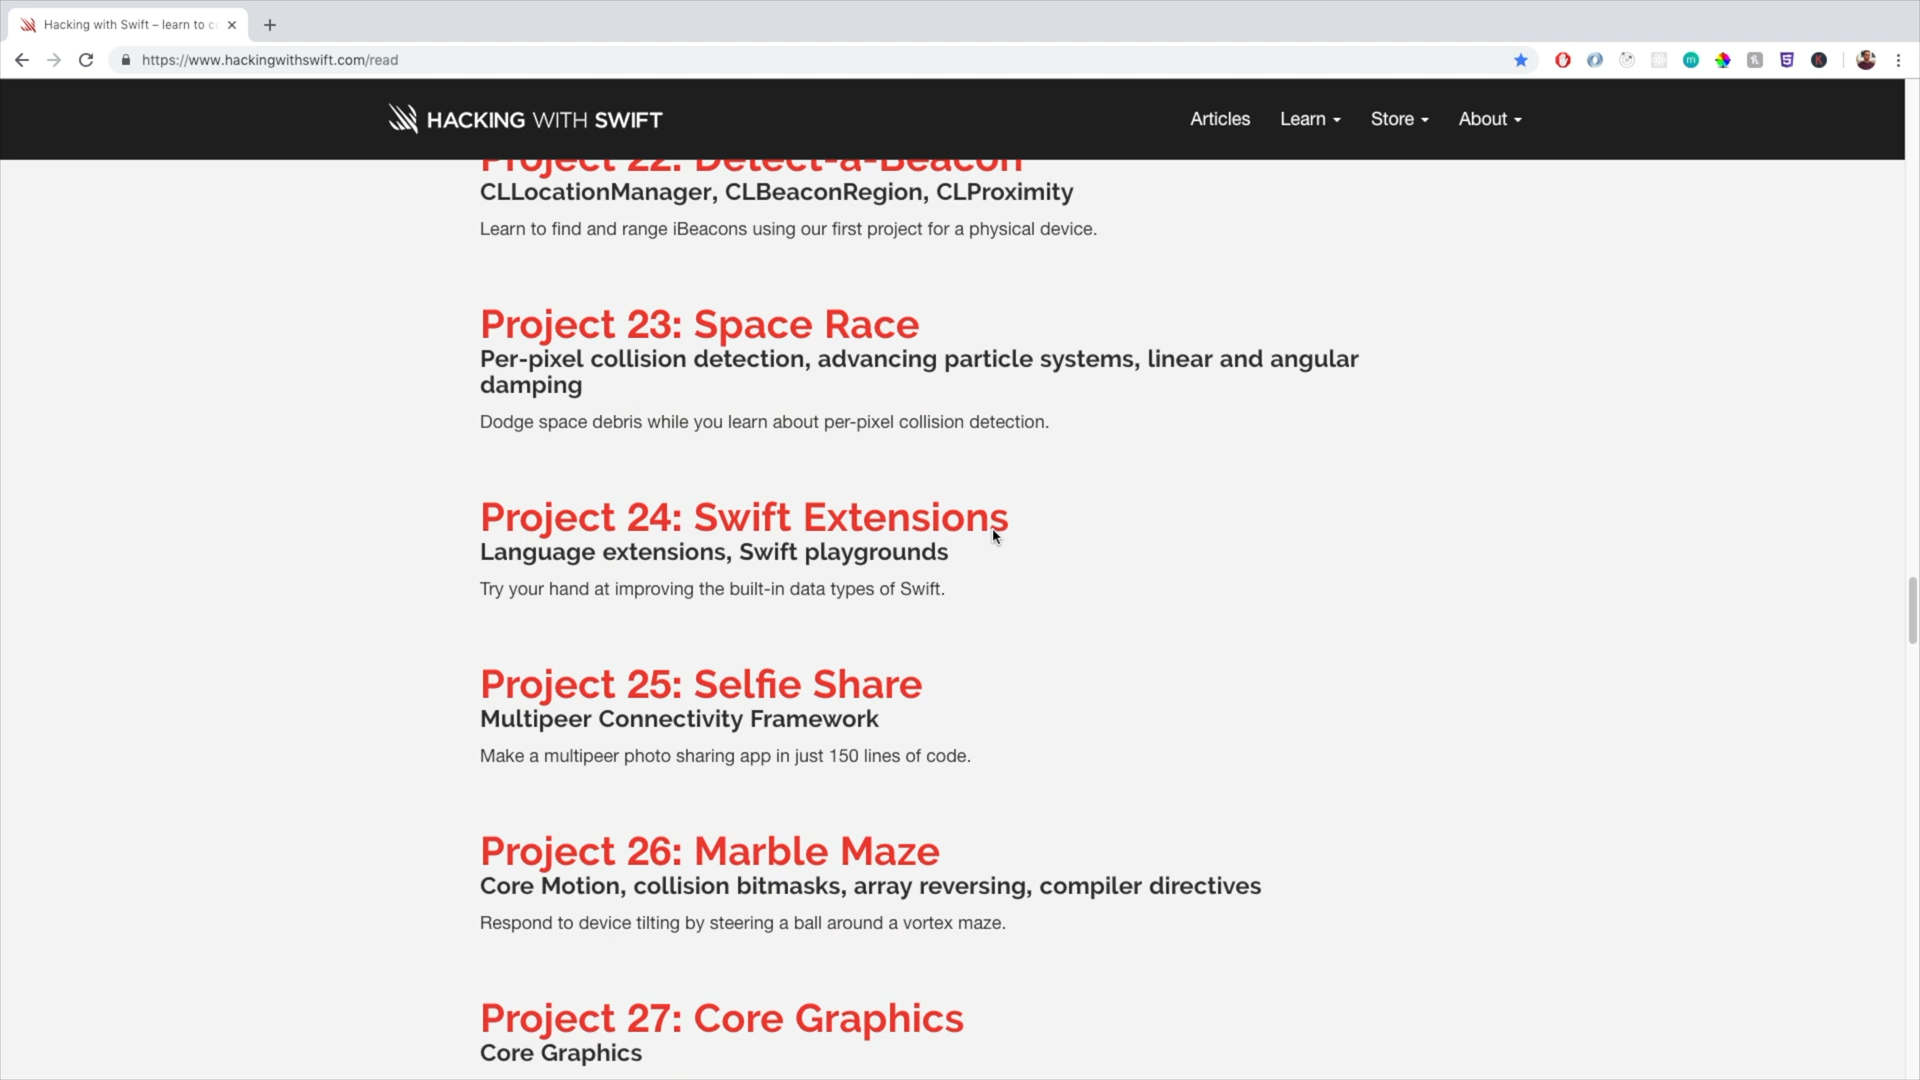 Hacking with Swift – learn to c
https://www.hackingwithswift.com/read
HACKING WITH SWIFT
Articles
Learn
Store
About
Project 22: Detect-a-Beacon
CLLocationManager, CLBeaconRegion, CLProximity
Learn to find and range iBeacons using our first project for a physical device.
Project 23: Space Race
Per-pixel collision detection, advancing particle systems, linear and angular
damping
Dodge space debris while you learn about per-pixel collision detection.
Project 24: Swift Extensions
Language extensions, Swift playgrounds
Try your hand at improving the built-in data types of Swift.
Project 25: Selfie Share
Multipeer Connectivity Framework
Make a multipeer photo sharing app in just 150 lines of code.
Project 26: Marble Maze
Core Motion, collision bitmasks, array reversing, compiler directives
Respond to device tilting by steering a ball around a vortex maze.
Project 27: Core Graphics
Core Graphics